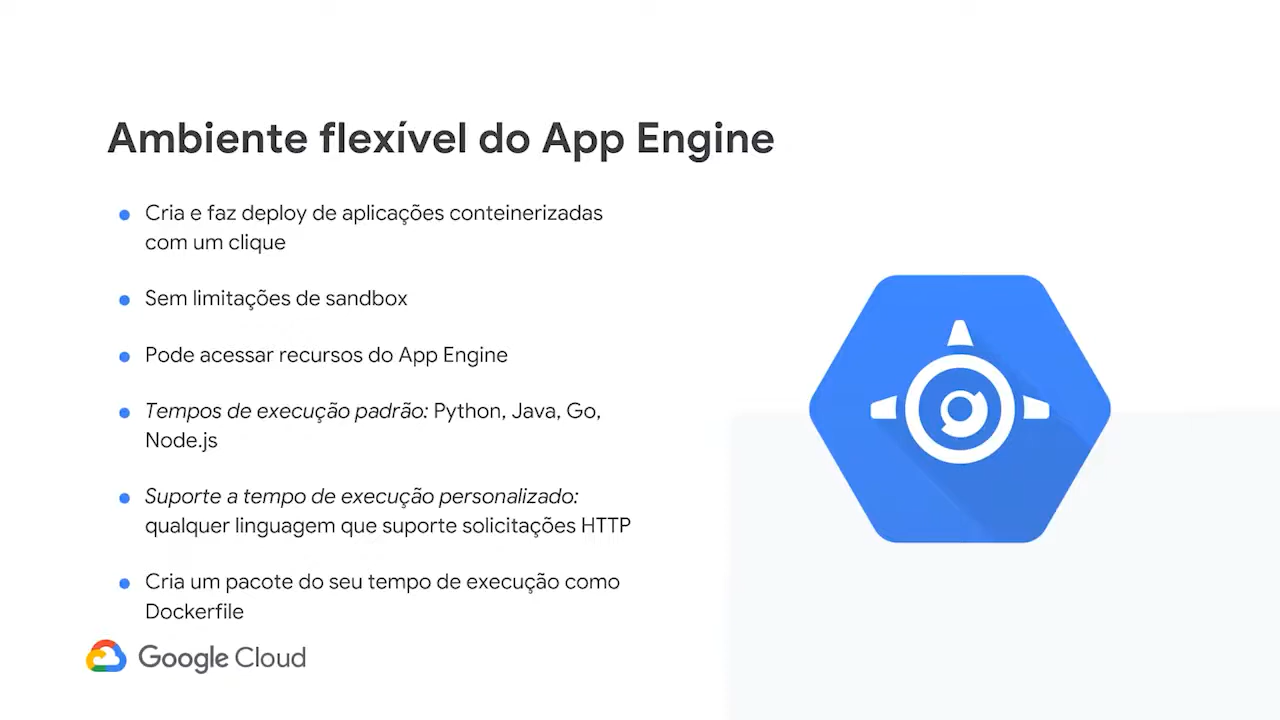 Ambiente flexível do App Engine
Cria e faz deploy de aplicações conteinerizadas
com um clique
Sem limitações de sandbox
Pode acessar recursos do App Engine
Tempos de execução padrão: Python, Java, Go,
Node.js
Suporte a tempo de execução personalizado:
qualquer linguagem que suporte solicitações HTTP
Cria um pacote do seu tempo de execução como
Dockerfile
Google Cloud